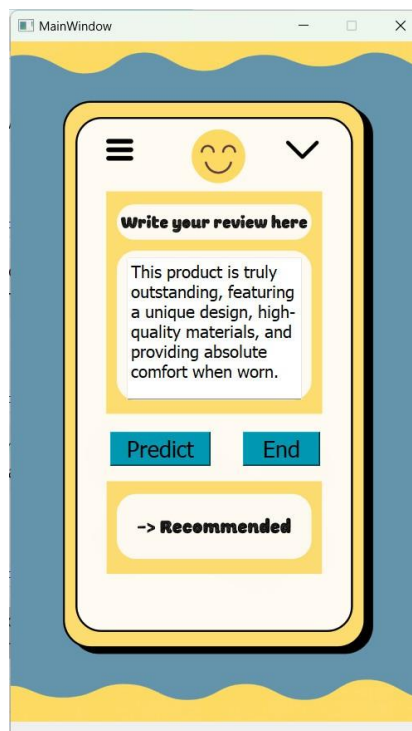 MainWindow
Write your review here
This product is truly
outstanding, featuring
a unique design, high-
quality materials, and
providing absolute
comfort when worn.
Predict End
-> Recommended